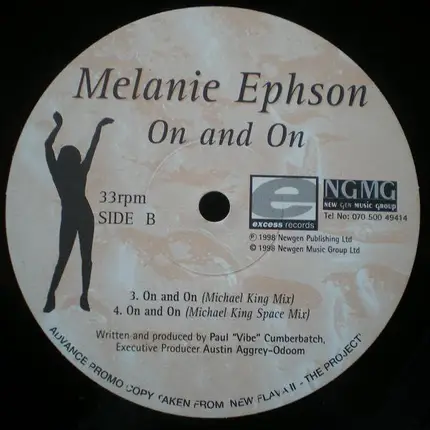 Melanie Ephson
On and On
33rpm
SIDE B
e
excess records
NGMG
NEW GEN MUSIC GROUP
Tel No: 070 500 49414
℗ 1998 Newgen Publishing Ltd
© 1998 Newgen Music Group Ltd
3. On and On (Michael King Mix)
4. On and On (Michael King Space Mix)
Written and produced by Paul "Vibe" Cumberbatch,
Executive Producer Austin Aggrey-Odoom
ADVANCE PROMO COPY TAKEN FROM 'NEW FLAVA II - THE PROJECT'